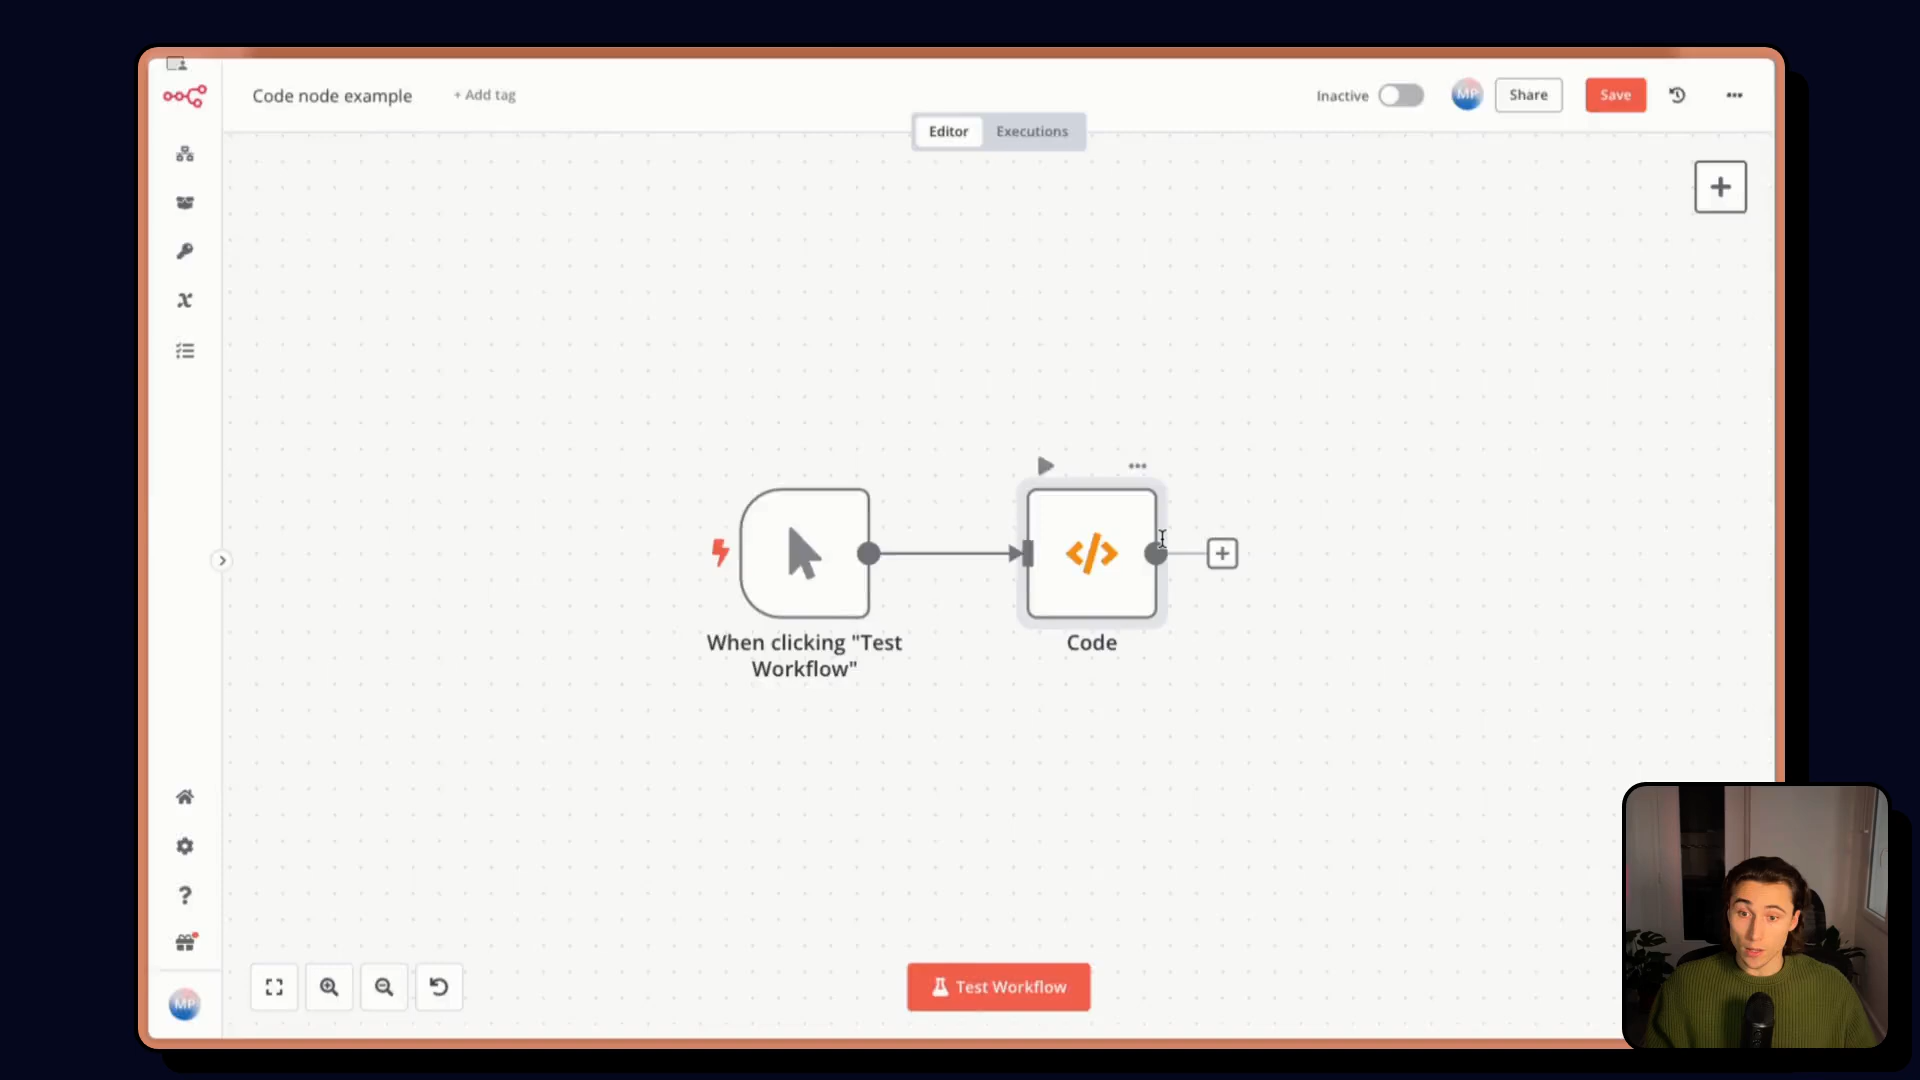 Code node example
+ Add tag
Inactive
MP
Share
Save
Editor
Executions
When clicking "Test
Workflow"
Code
Test Workflow
MP